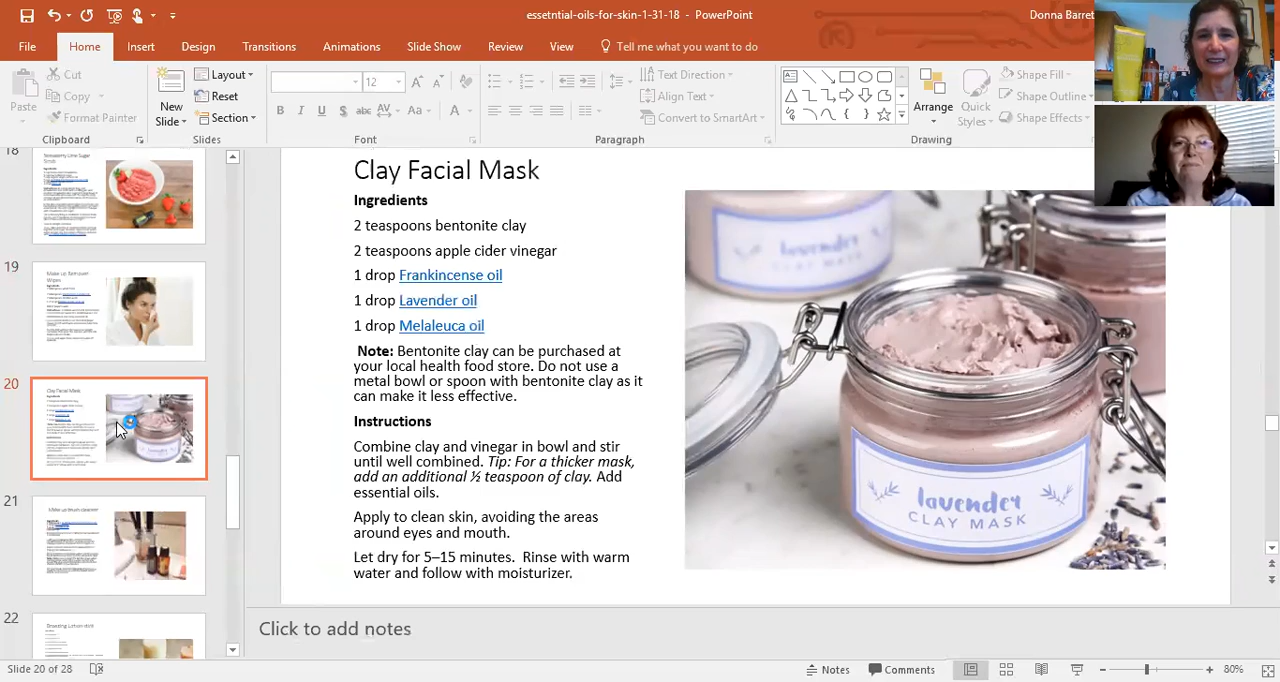 essetntial-oils-for-skin-1-31-18 - PowerPoint
Donna Barret
File Home Insert Design Transitions Animations Slide Show Review View Tell me what you want to do
Paste
Cut
Copy
Format Painter
Clipboard
New
Slide
Layout
Reset
Section
Slides
12
B I U S abc AV Aa A
Font
Paragraph
Text Direction
Align Text
Convert to SmartArt
Arrange
Quick
Styles
Shape Fill
Shape Outline
Shape Effects
Drawing
18
19
20
Clay Facial Mask
21
22
Clay Facial Mask
Ingredients
2 teaspoons bentonite clay
2 teaspoons apple cider vinegar
1 drop Frankincense oil
1 drop Lavender oil
1 drop Melaleuca oil
Note: Bentonite clay can be purchased at
your local health food store. Do not use a
metal bowl or spoon with bentonite clay as it
can make it less effective.
Instructions
Combine clay and vinegar in bowl and stir
until well combined. Tip: For a thicker mask,
add an additional ½ teaspoon of clay. Add
essential oils.
Apply to clean skin, avoiding the areas
around eyes and mouth.
Let dry for 5–15 minutes. Rinse with warm
water and follow with moisturizer.
lavender
lavender
CLAY MASK
Click to add notes
Slide 20 of 28
Notes
Comments
80%